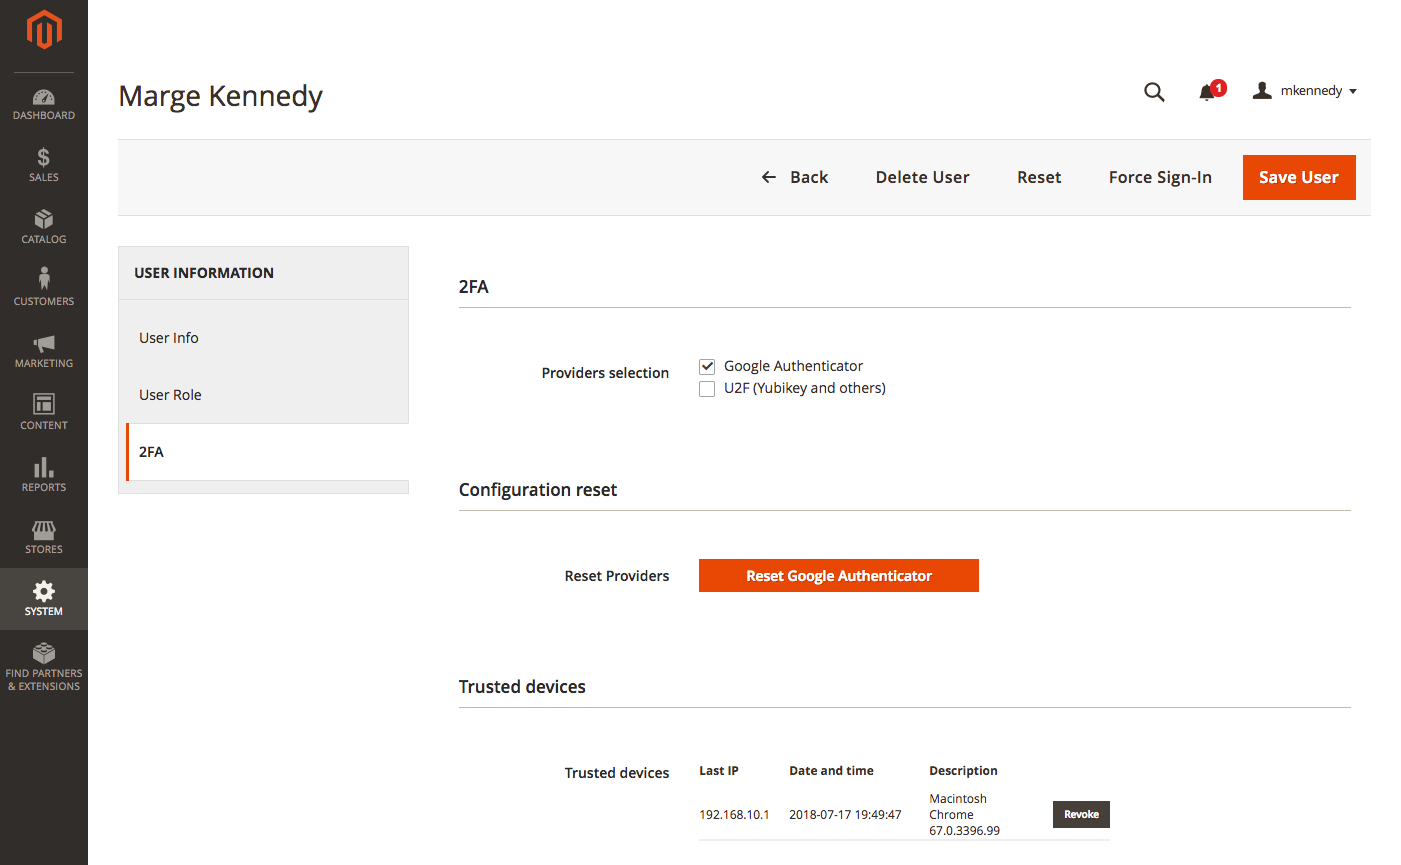 DASHBOARD
SALES
CATALOG
CUSTOMERS
MARKETING
CONTENT
REPORTS
STORES
SYSTEM
FIND PARTNERS
& EXTENSIONS
Marge Kennedy
1
mkennedy
Back
Delete User
Reset
Force Sign-In
Save User
USER INFORMATION
User Info
User Role
2FA
2FA
Providers selection
Google Authenticator
U2F (Yubikey and others)
Configuration reset
Reset Providers
Reset Google Authenticator
Trusted devices
Trusted devices
Last IP Date and time Description
192.168.10.1 2018-07-17 19:49:47
Macintosh
Chrome
67.0.3396.99
Revoke